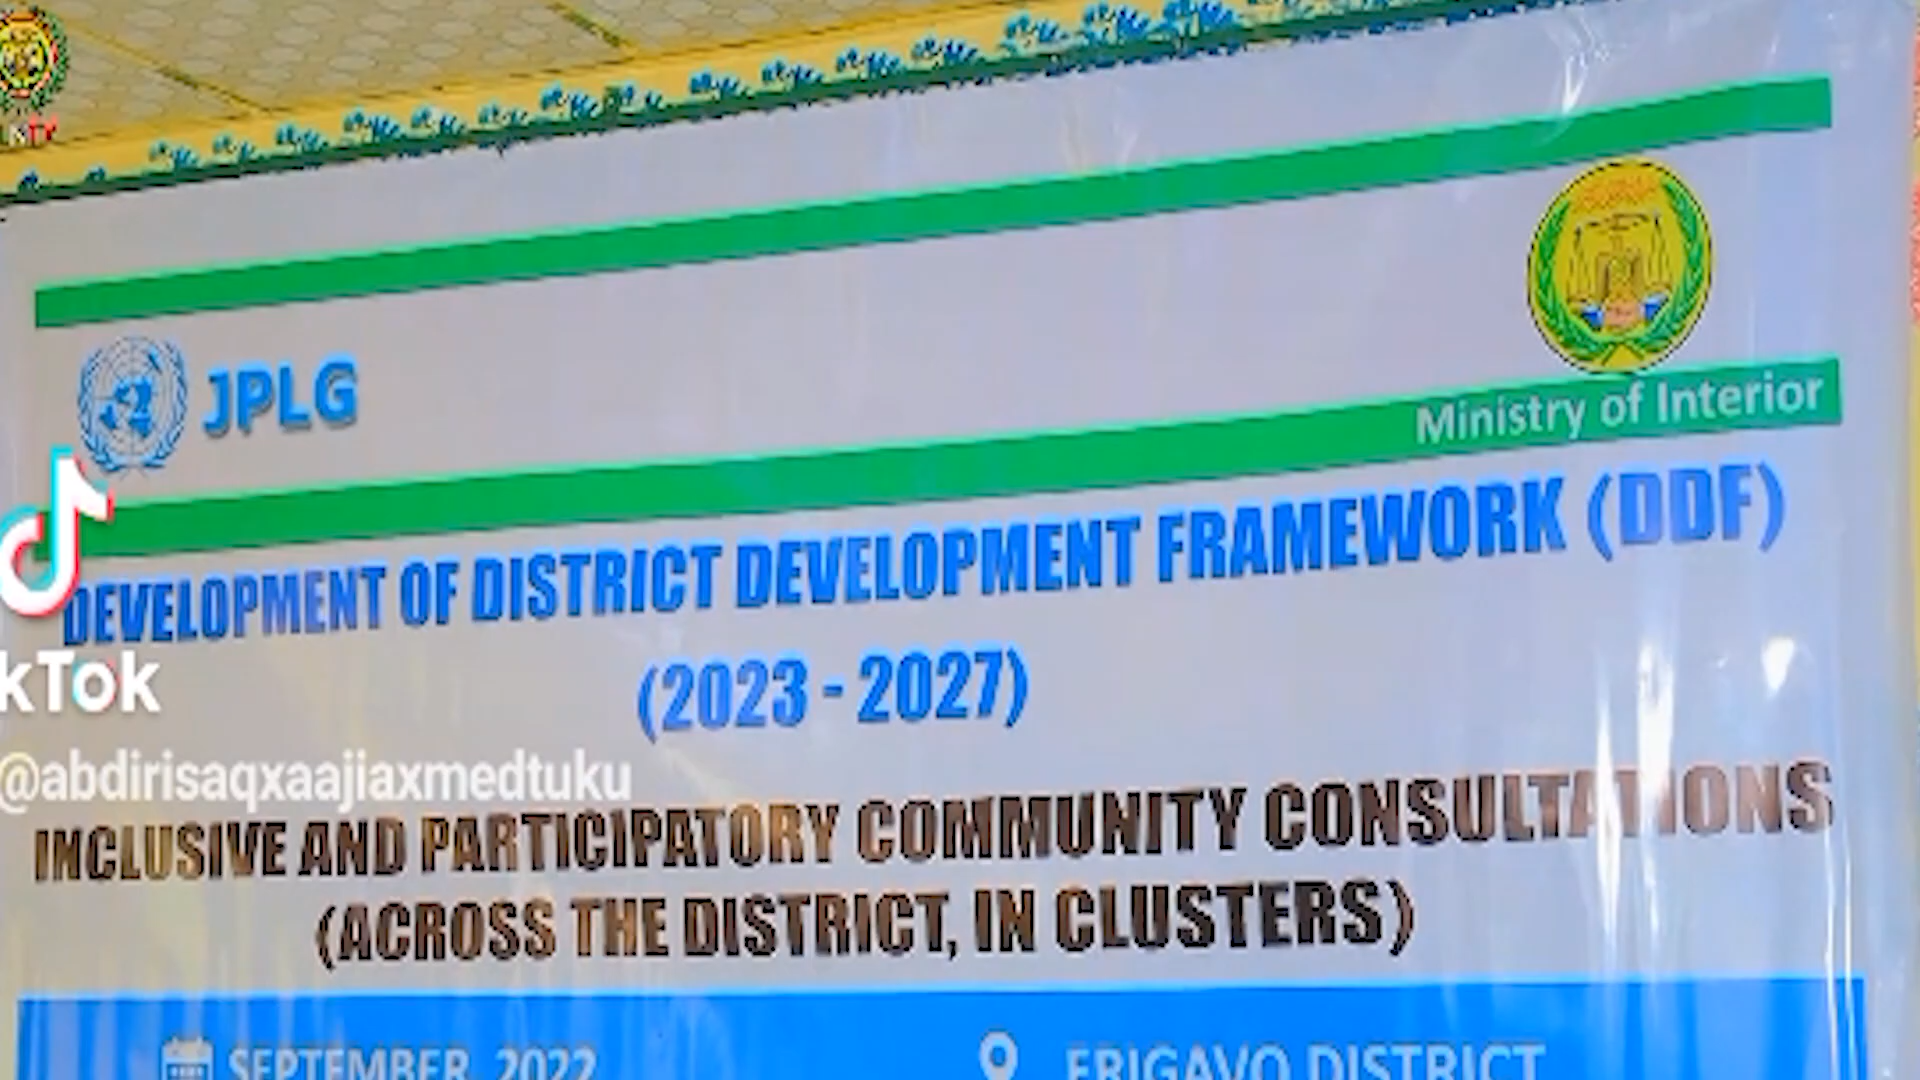 JPLG
Ministry of Interior
DEVELOPMENT OF DISTRICT DEVELOPMENT FRAMEWORK (DDF)
(2023 - 2027)
kTok
@abdirisaqxaajiaxmedtuku
INCLUSIVE AND PARTICIPATORY COMMUNITY CONSULTATIONS
(ACROSS THE DISTRICT, IN CLUSTERS)
SEPTEMBER, 2022
ERIGAVO DISTRICT